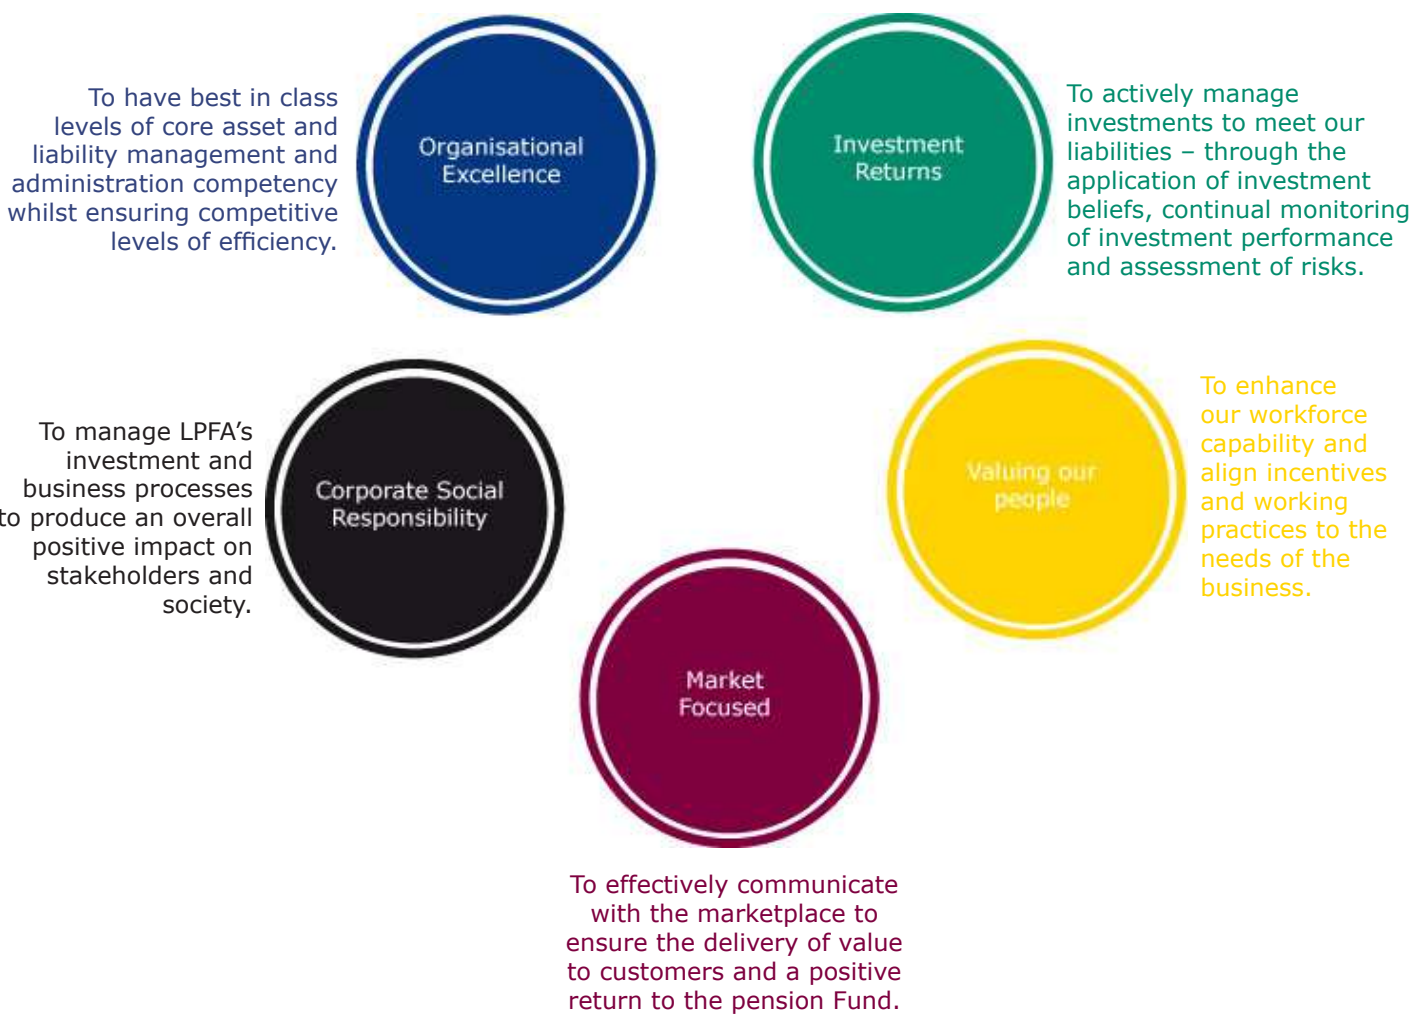 To have best in class
levels of core asset and
liability management and
administration competency
whilst ensuring competitive
levels of efficiency.
Organisational
Excellence
Investment
Returns
To actively manage
investments to meet our
liabilities – through the
application of investment
beliefs, continual monitoring
of investment performance
and assessment of risks.
To manage LPFA’s
investment and
business processes
to produce an overall
positive impact on
stakeholders and
society.
Corporate Social
Responsibility
Valuing our
people
To enhance
our workforce
capability and
align incentives
and working
practices to the
needs of the
business.
Market
Focused
To effectively communicate
with the marketplace to
ensure the delivery of value
to customers and a positive
return to the pension Fund.